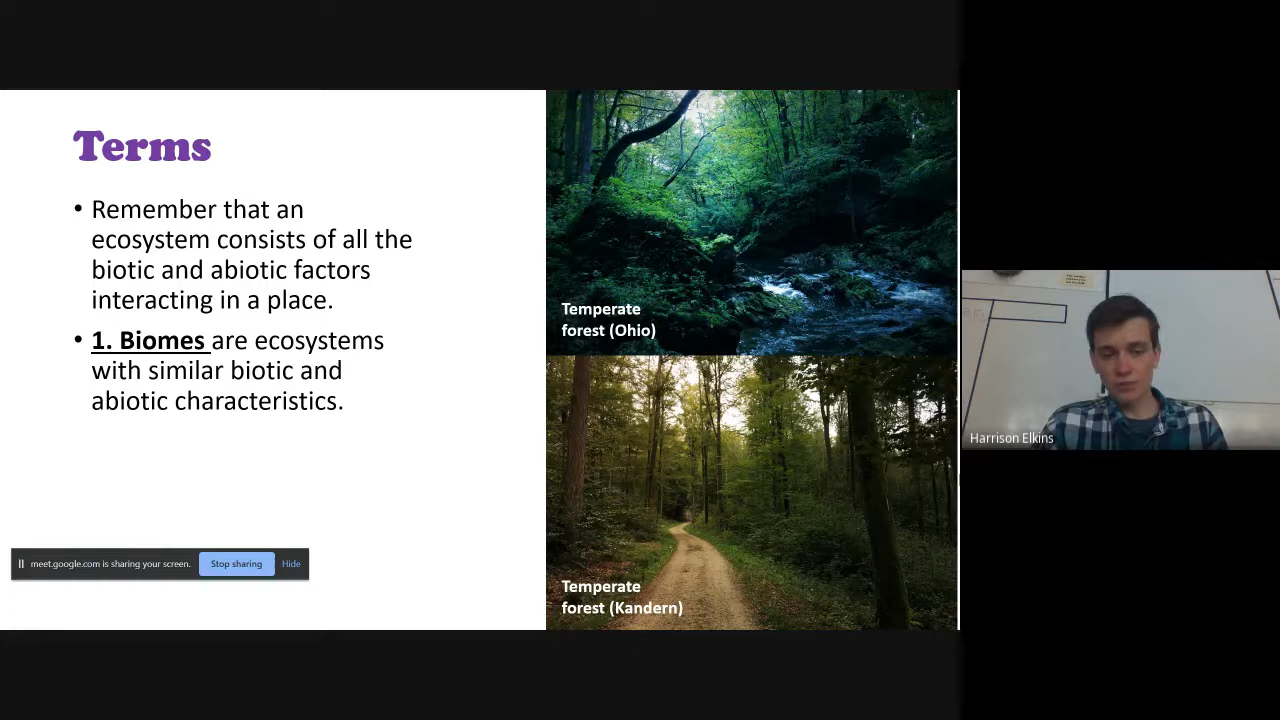 Terms
• Remember that an
ecosystem consists of all the
biotic and abiotic factors
interacting in a place.
• 1. Biomes are ecosystems
with similar biotic and
abiotic characteristics.
meet.google.com is sharing your screen. Stop sharing Hide
Temperate
forest (Ohio)
Temperate
forest (Kandern)
Harrison Elkins